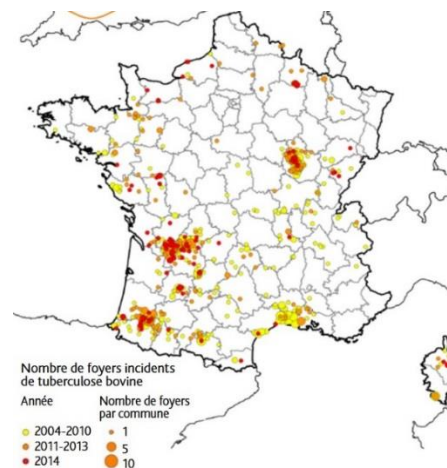 Nombre de foyers incidents
de tuberculose bovine
Année
Nombre de foyers
par commune
2004-2010
1
2011-2013
5
2014
10